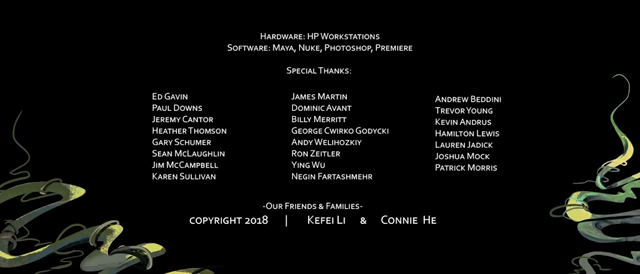 Hardware: HP Workstations
Software: Maya, Nuke, Photoshop, Premiere
Special Thanks:
Ed Gavin
Paul Downs
Jeremy Cantor
Heather Thomson
Gary Schumer
Sean McLaughlin
Jim McCampbell
Karen Sullivan
James Martin
Dominic Avant
Billy Merritt
George Cwirko Godycki
Andy Welihozkiy
Ron Zeitler
Ying Wu
Negin Fartashmehr
Andrew Beddini
Trevor Young
Kevin Andrus
Hamilton Lewis
Lauren Jadick
Joshua Mock
Patrick Morris
-Our Friends & Families-
copyright 2018 | Kefei Li & Connie He